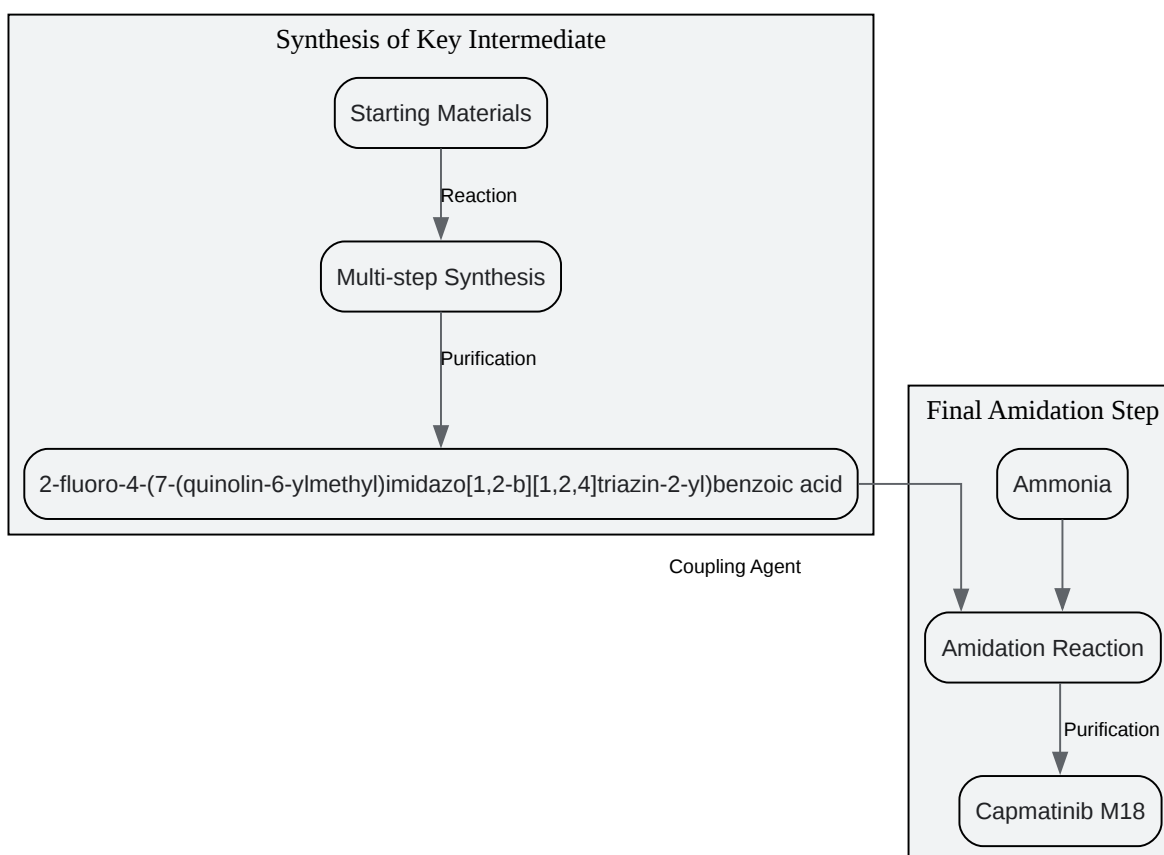 Synthesis of Key Intermediate
Starting Materials
Reaction
Multi-step Synthesis
Purification
2-fluoro-4-(7-(quinolin-6-ylmethyl)imidazo[1,2-b][1,2,4]triazin-2-yl)benzoic acid
Coupling Agent
Final Amidation Step
Ammonia
Amidation Reaction
Purification
Capmatinib M18